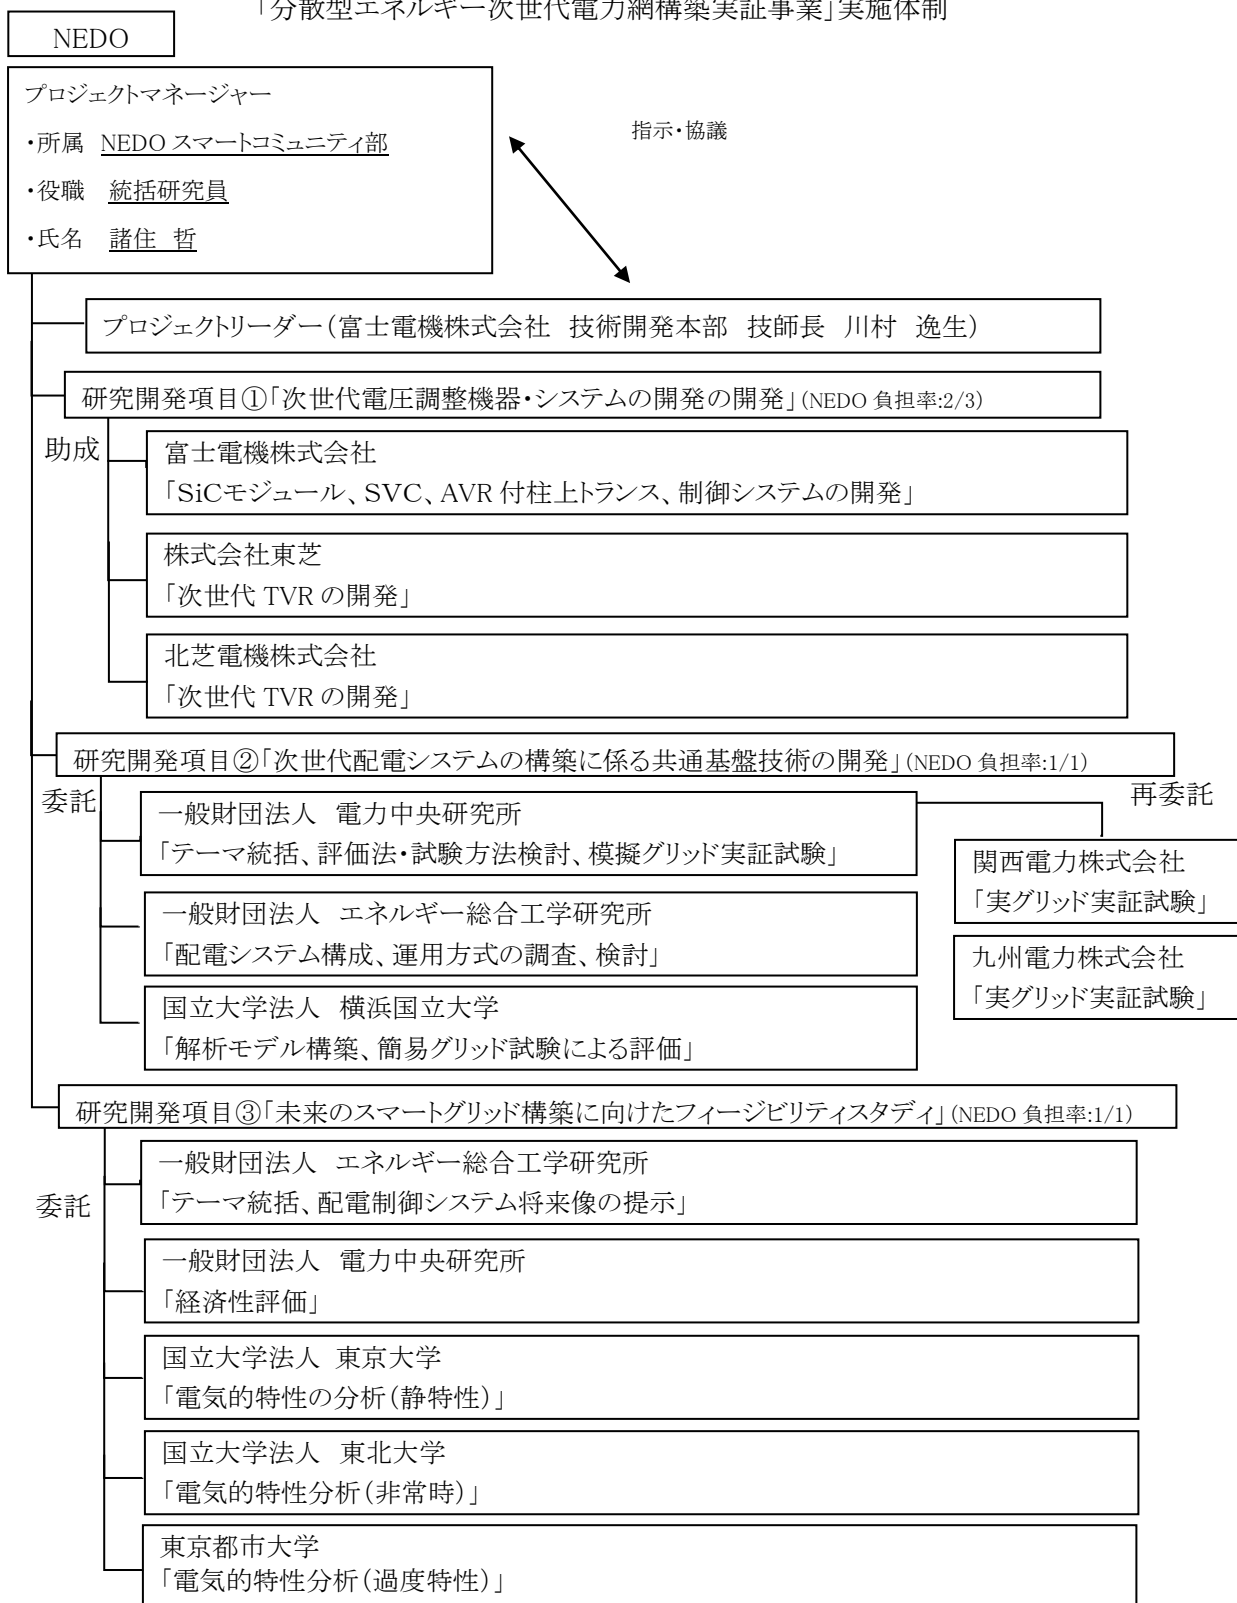 「分散型エネルギー次世代電力網構築実証事業」実施体制
NEDO
プロジェクトマネージャー
・所属 NEDO スマートコミュニティ部
・役職 統括研究員
・氏名 諸住 哲
指示・協議
プロジェクトリーダー(富士電機株式会社 技術開発本部 技師長 川村 逸生)
研究開発項目①「次世代電圧調整機器・システムの開発の開発」(NEDO 負担率:2/3)
助成
富士電機株式会社
「SiCモジュール、SVC、AVR 付柱上トランス、制御システムの開発」
株式会社東芝
「次世代 TVR の開発」
北芝電機株式会社
「次世代 TVR の開発」
研究開発項目②「次世代配電システムの構築に係る共通基盤技術の開発」(NEDO 負担率:1/1)
委託
再委託
一般財団法人 電力中央研究所
「テーマ統括、評価法・試験方法検討、模擬グリッド実証試験」
関西電力株式会社
「実グリッド実証試験」
一般財団法人 エネルギー総合工学研究所
「配電システム構成、運用方式の調査、検討」
九州電力株式会社
「実グリッド実証試験」
国立大学法人 横浜国立大学
「解析モデル構築、簡易グリッド試験による評価」
研究開発項目③「未来のスマートグリッド構築に向けたフィージビリティスタディ」(NEDO 負担率:1/1)
委託
一般財団法人 エネルギー総合工学研究所
「テーマ統括、配電制御システム将来像の提示」
一般財団法人 電力中央研究所
「経済性評価」
国立大学法人 東京大学
「電気的特性の分析(静特性)」
国立大学法人 東北大学
「電気的特性分析(非常時)」
東京都市大学
「電気的特性分析(過度特性)」